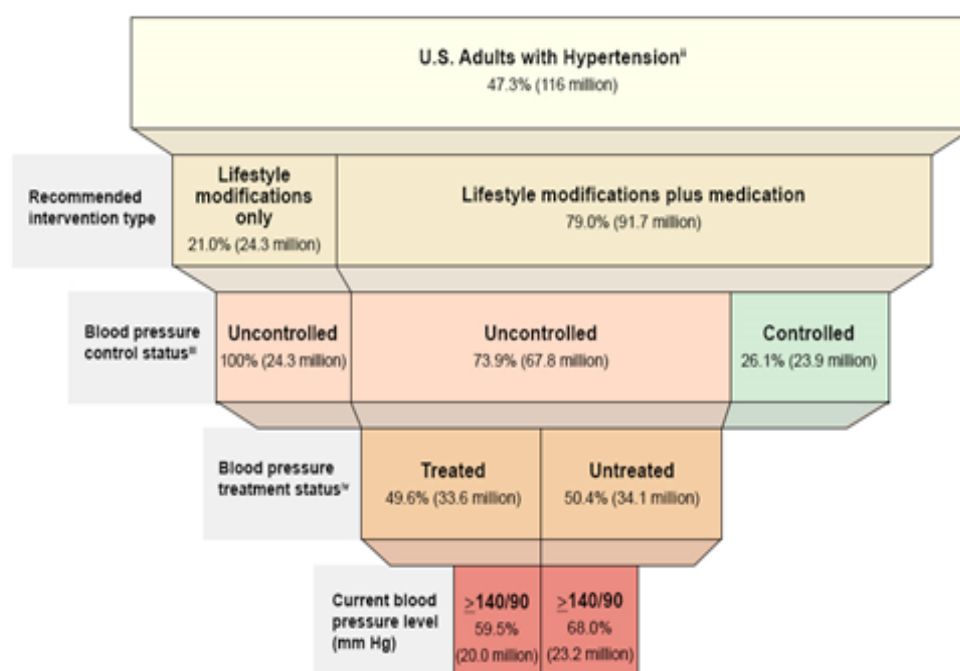 U.S. Adults with Hypertensionⁱⁱ
47.3% (116 million)
Recommended
intervention type
Lifestyle
modifications
only
21.0% (24.3 million)
Lifestyle modifications plus medication
79.0% (91.7 million)
Blood pressure
control statusⁱⁱⁱ
Uncontrolled
100% (24.3 million)
Uncontrolled
73.9% (67.8 million)
Controlled
26.1% (23.9 million)
Blood pressure
treatment statusⁱᵛ
Treated
49.6% (33.6 million)
Untreated
50.4% (34.1 million)
Current blood
pressure level
(mm Hg)
≥140/90
59.5%
(20.0 million)
≥140/90
68.0%
(23.2 million)